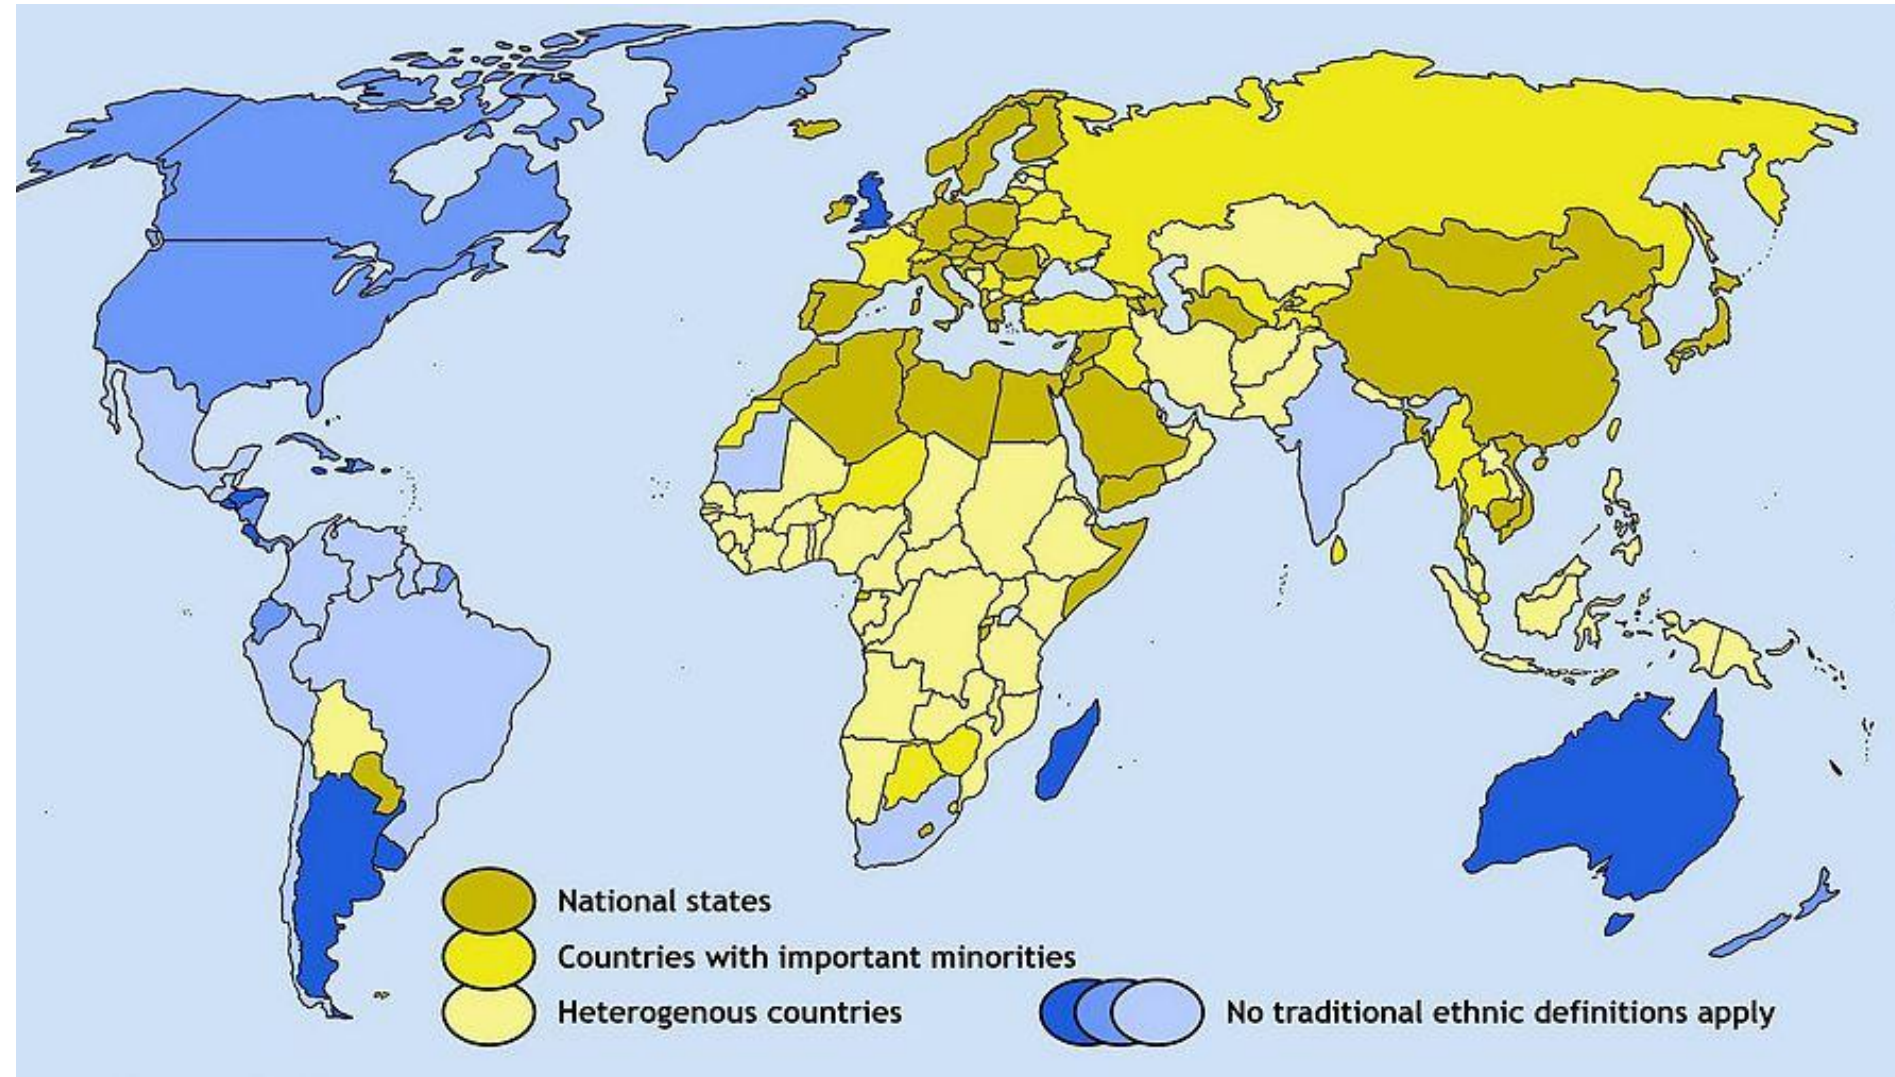 National states
Countries with important minorities
Heterogenous countries
No traditional ethnic definitions apply